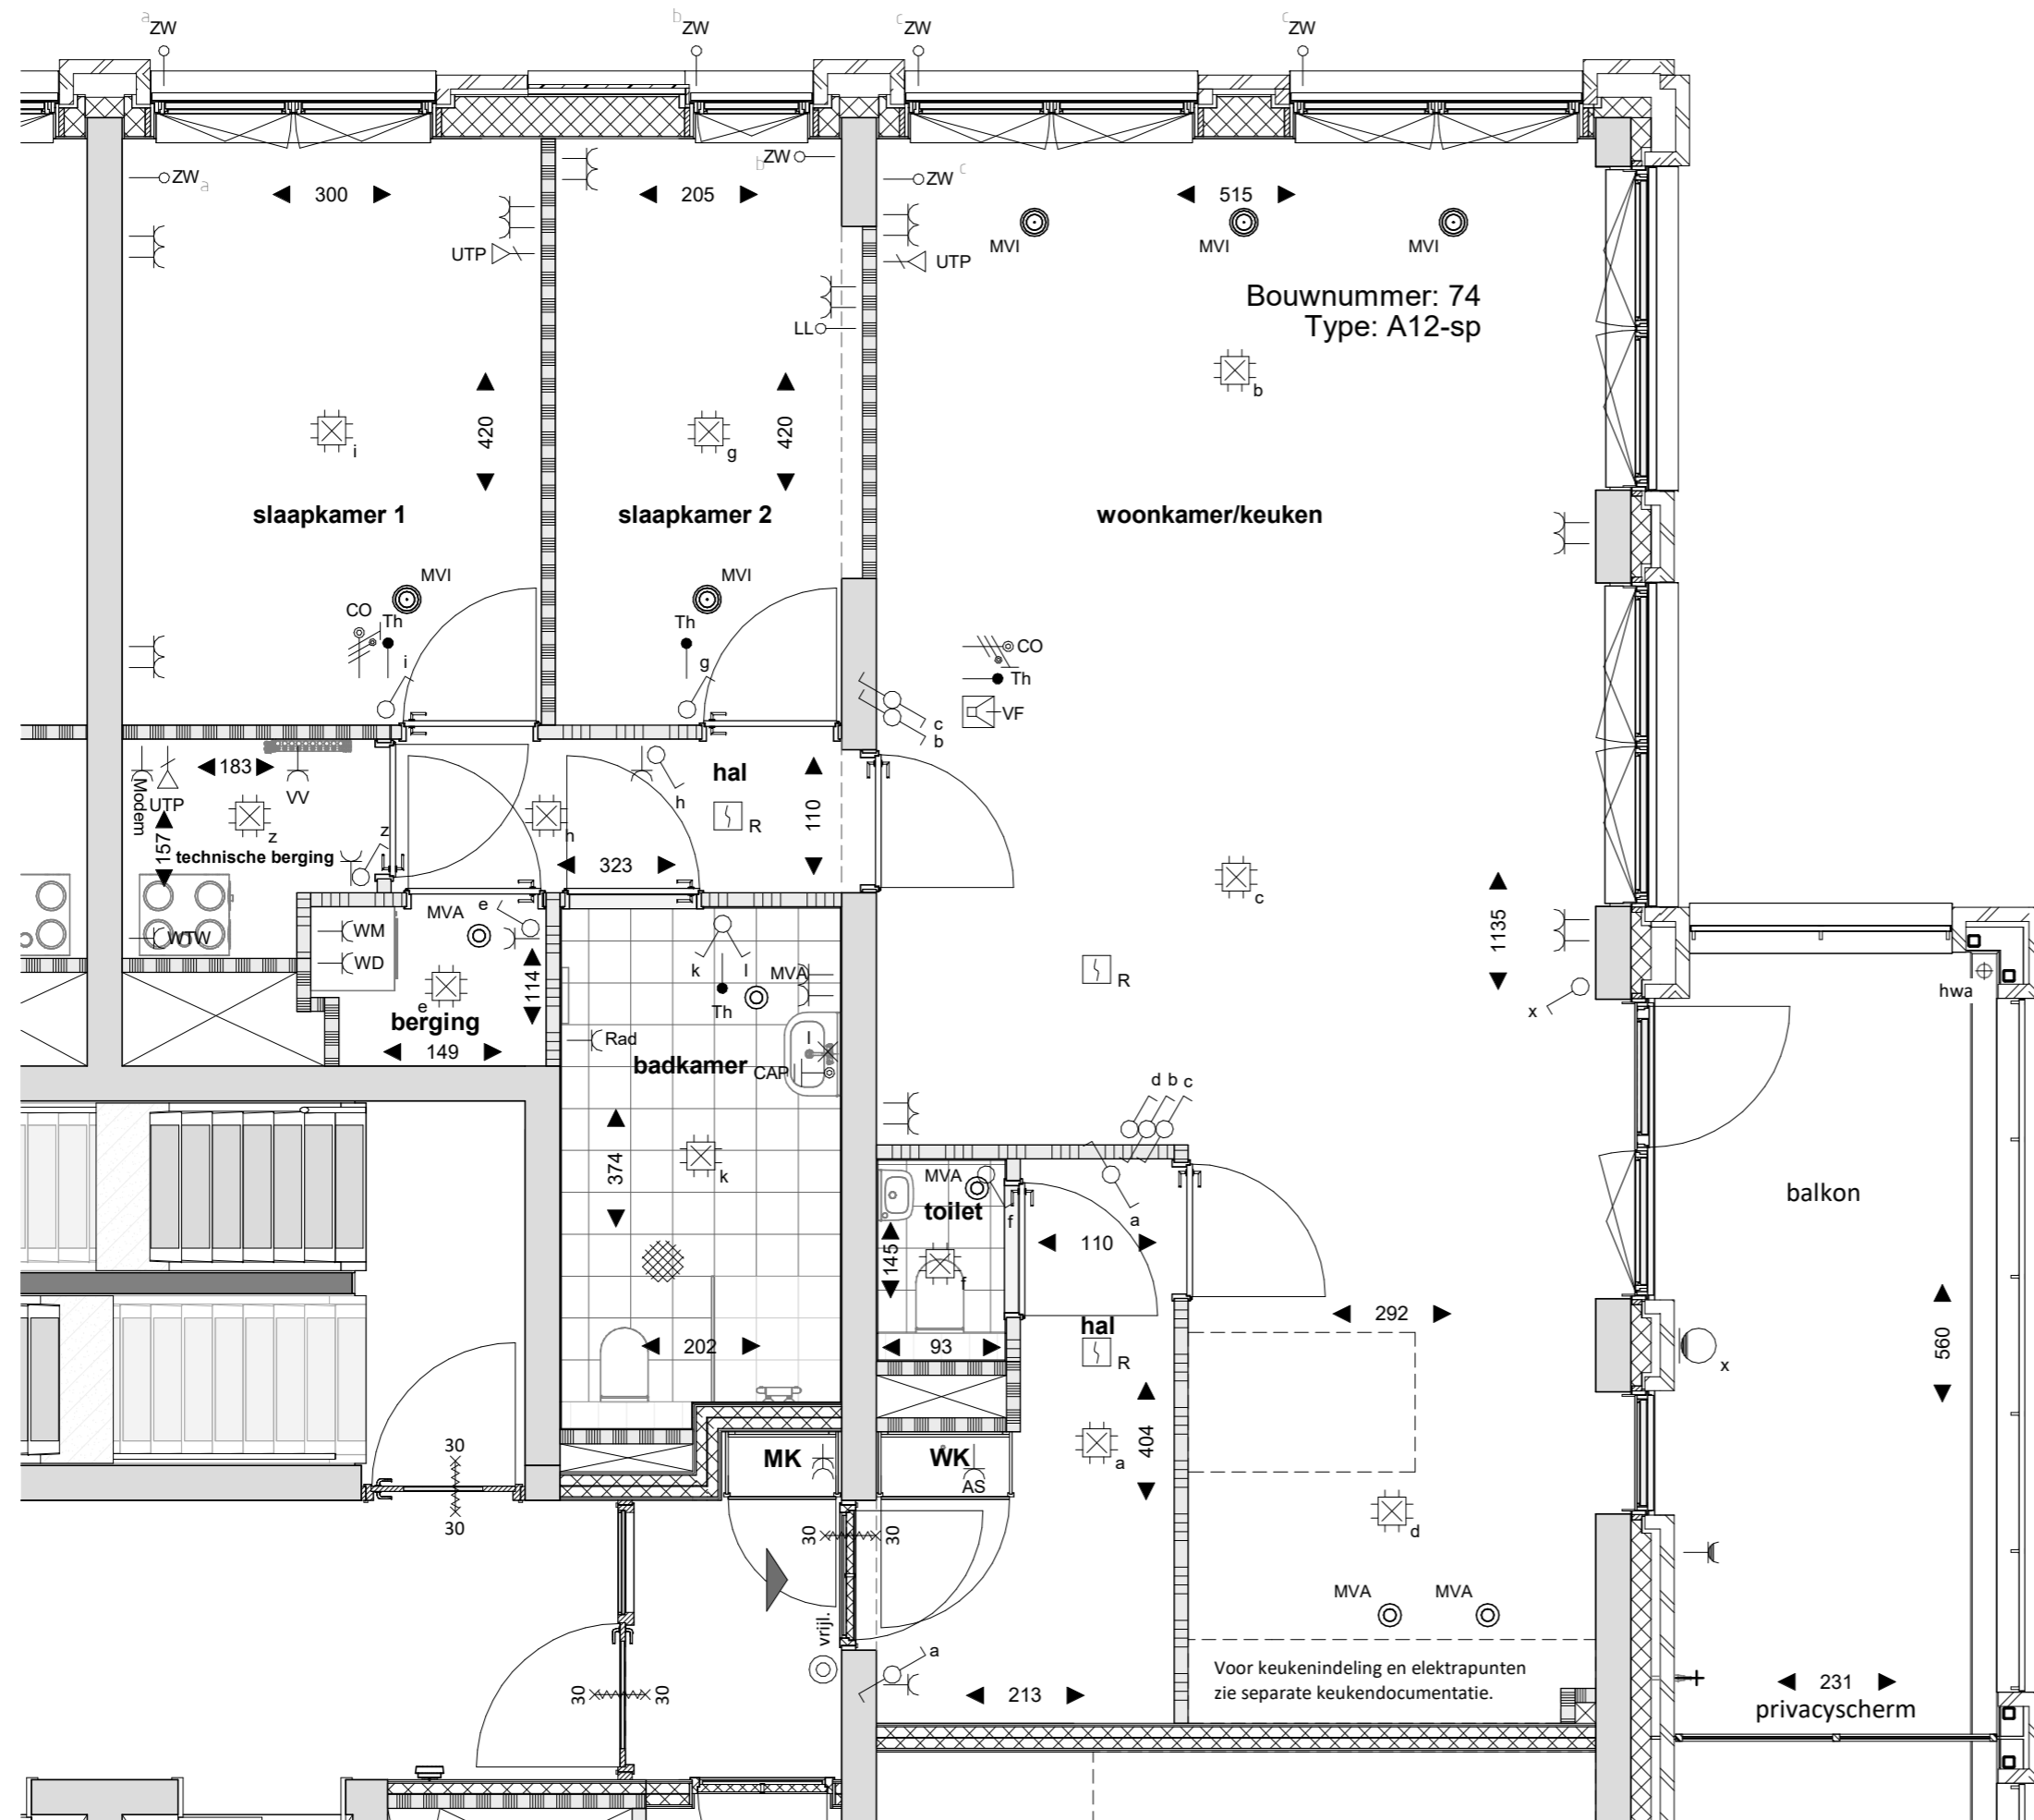 a ZW
b ZW
c ZW
c ZW
ZW a
300
ZW b
205
ZW c
515
UTP
UTP
MVI
MVI
MVI
Bouwnummer: 74
Type: A12-sp
LL
b
420
420
i
g
slaapkamer 1
slaapkamer 2
woonkamer/keuken
MVI
MVI
CO
Th
Th
i
g
CO
Th
VF
c
b
183
Modem
UTP
VV
z
157
technische berging
z
h
h
hal
R
110
323
c
1135
WTW
WM
WD
MVA
e
e
114
berging
149
k
l
MVA
Th
Rad
badkamer
l
CAP
R
x
hwa
d b c
374
k
MVA
toilet
f
a
145
f
110
balkon
202
93
hal
R
292
x
560
404
a
MK
WK
AS
d
30
30
30
30
MVA
MVA
vrijl.
a
30
30
213
Voor keukenindeling en elektrapunten
zie separate keukendocumentatie.
231
privacyscherm